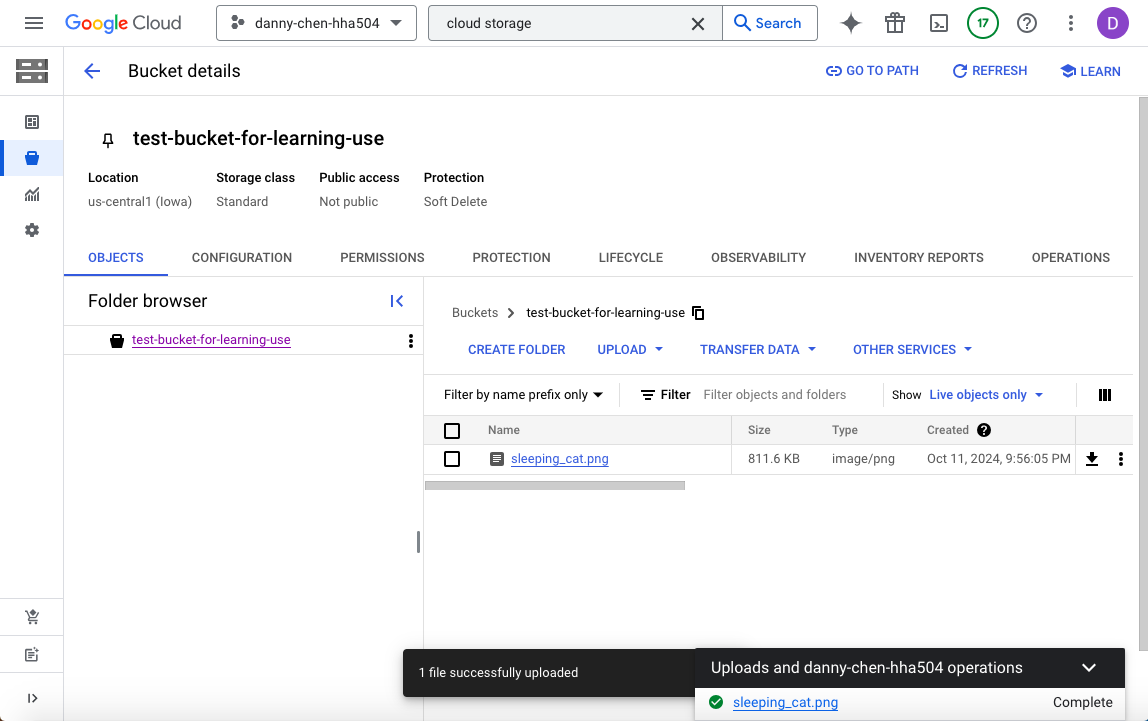 Google Cloud
danny-chen-hha504
cloud storage
Search
17
D
Bucket details
GO TO PATH
REFRESH
LEARN
test-bucket-for-learning-use
Location Storage class Public access Protection
us-central1 (Iowa) Standard Not public Soft Delete
OBJECTS CONFIGURATION PERMISSIONS PROTECTION LIFECYCLE OBSERVABILITY INVENTORY REPORTS OPERATIONS
Folder browser
test-bucket-for-learning-use
Buckets test-bucket-for-learning-use
CREATE FOLDER UPLOAD TRANSFER DATA OTHER SERVICES
Filter by name prefix only Filter Filter objects and folders Show Live objects only
Name Size Type Created
sleeping_cat.png 811.6 KB image/png Oct 11, 2024, 9:56:05 PM
1 file successfully uploaded
Uploads and danny-chen-hha504 operations
sleeping_cat.png Complete